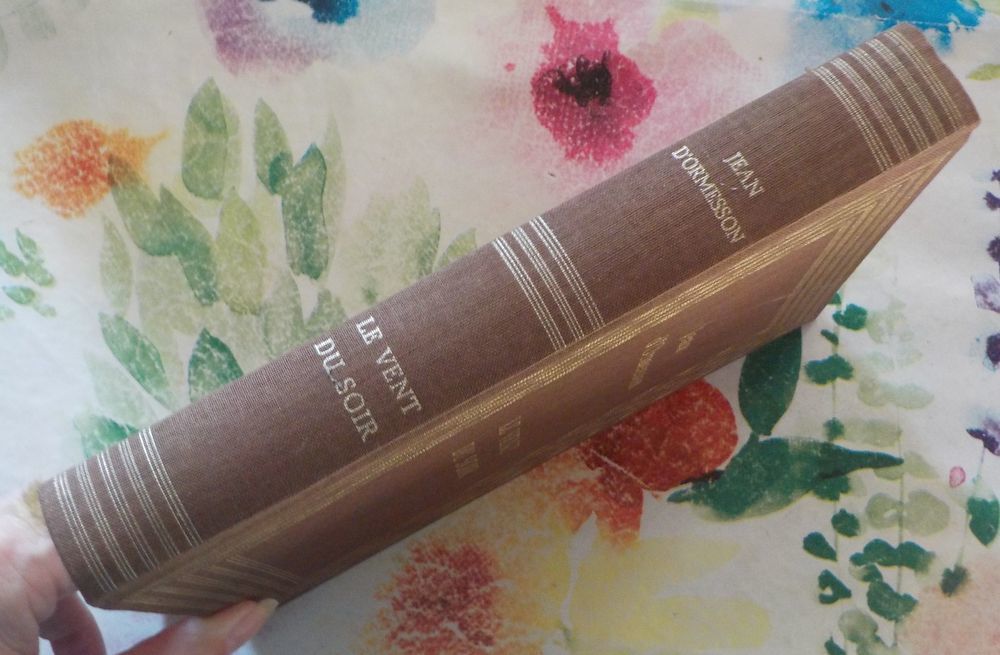 JEAN
D'ORMESSON
LE VENT
DU SOIR